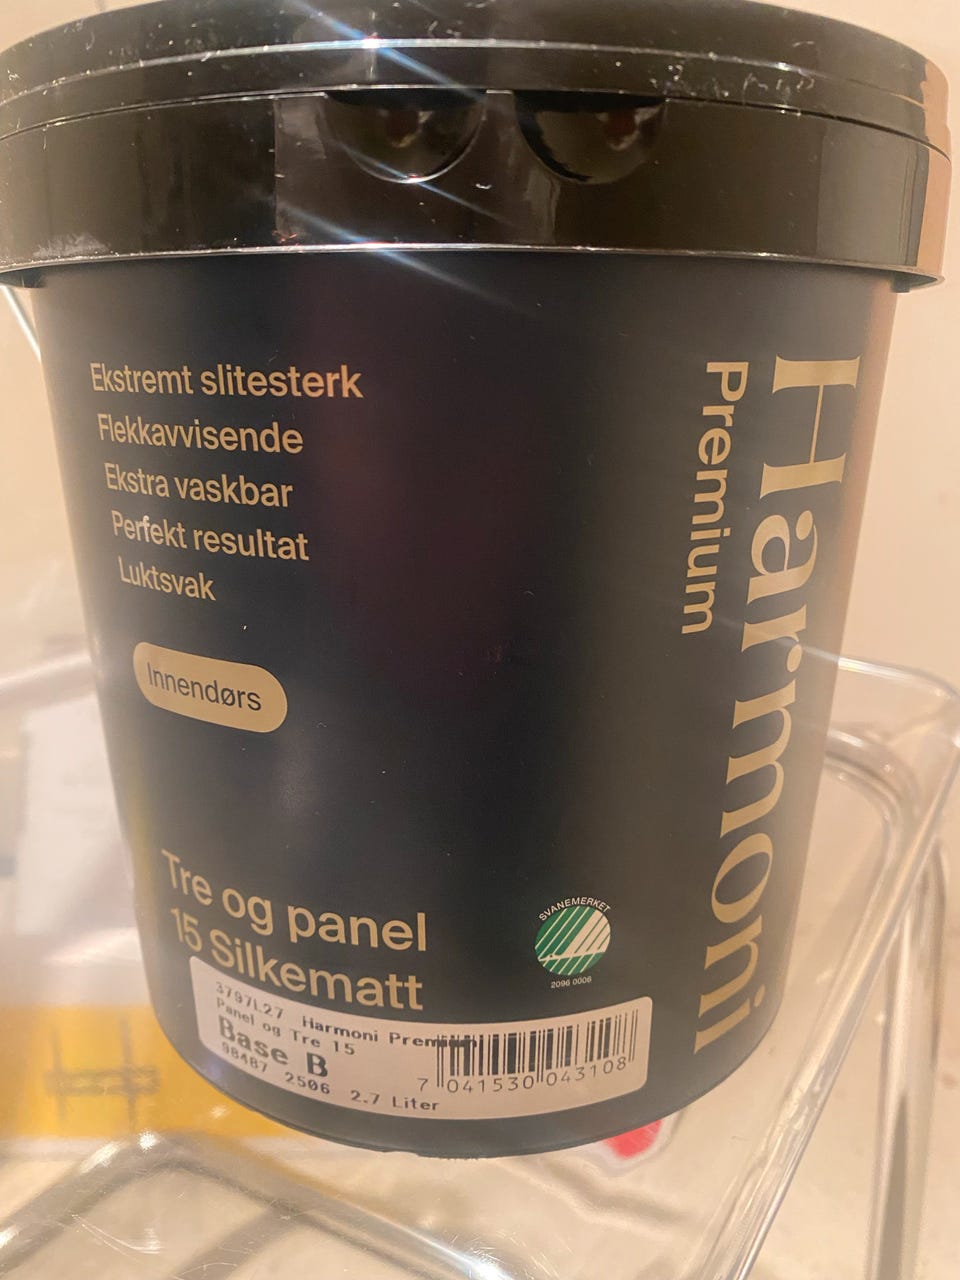 Ekstremt slitesterk
Flekkavvisende
Ekstra vaskbar
Perfekt resultat
Luktsvak
Innendørs
Harmoni
Premium
Tre og panel
15 Silkematt
SVANEMERKET
2096 0006
3797L27 Harmoni Premium
Panel og Tre 15
Base B
98487 2506 2.7 Liter
7 041530 043108